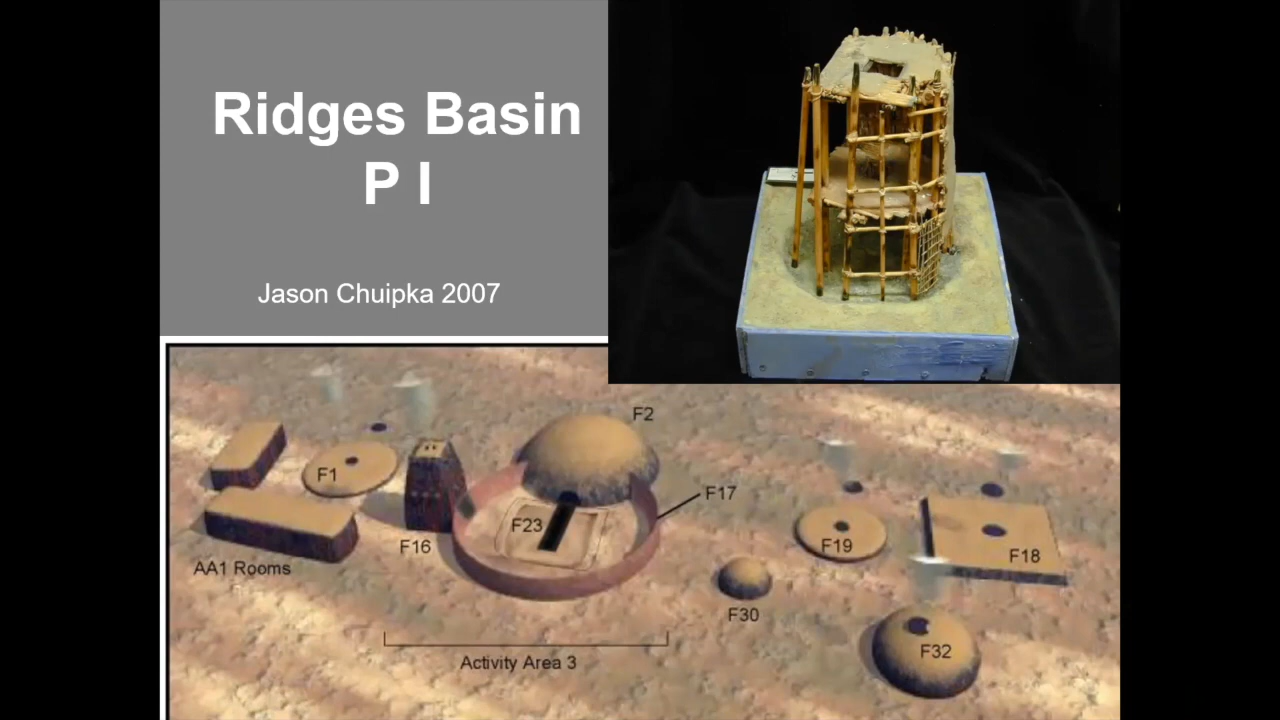 Ridges Basin
P I
Jason Chuipka 2007
F2
F1
F17
F23
F16
F19
F18
AA1 Rooms
F30
F32
Activity Area 3